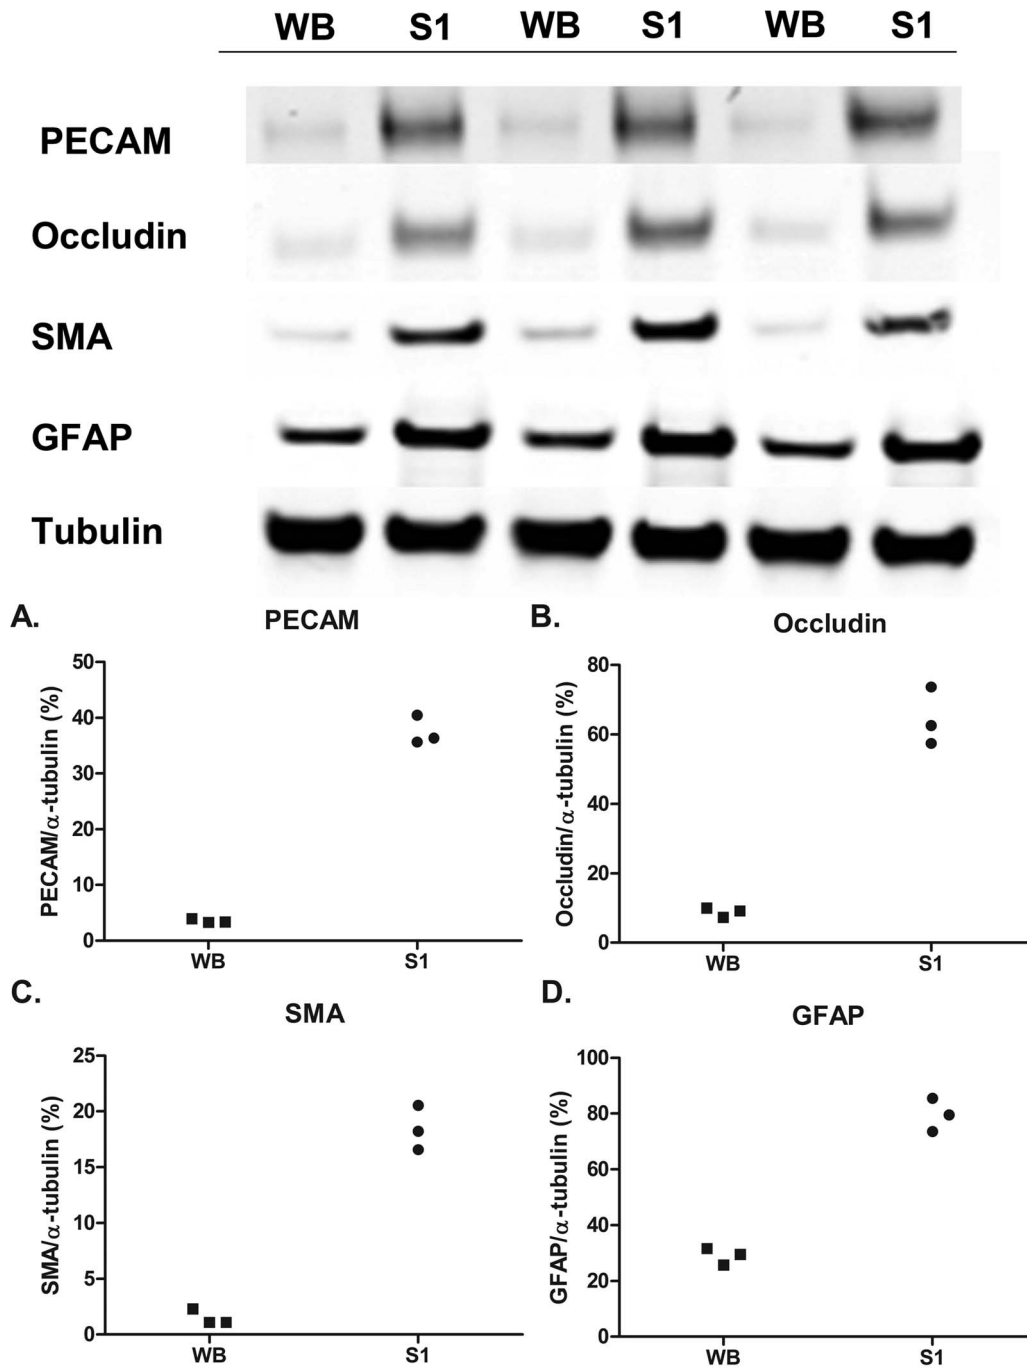 WB S1 WB S1 WB S1
PECAM
Occludin
SMA
GFAP
Tubulin
A.
PECAM
PECAM/α-tubulin (%)
50
40
30
20
10
0
WB S1
B.
Occludin
Occludin/α-tubulin (%)
80
60
40
20
0
WB S1
C.
SMA
SMA/α-tubulin (%)
25
20
15
10
5
0
WB S1
D.
GFAP
GFAP/α-tubulin (%)
100
80
60
40
20
0
WB S1